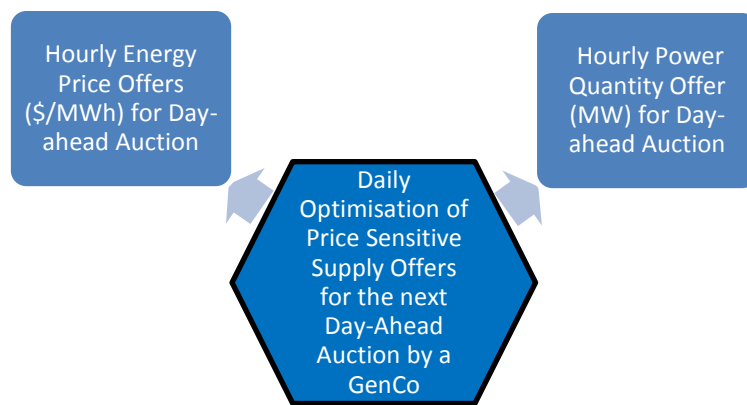 Hourly Energy
Price Offers
($/MWh) for Day-
ahead Auction
Hourly Power
Quantity Offer
(MW) for Day-
ahead Auction
Daily
Optimisation of
Price Sensitive
Supply Offers
for the next
Day-Ahead
Auction by a
GenCo